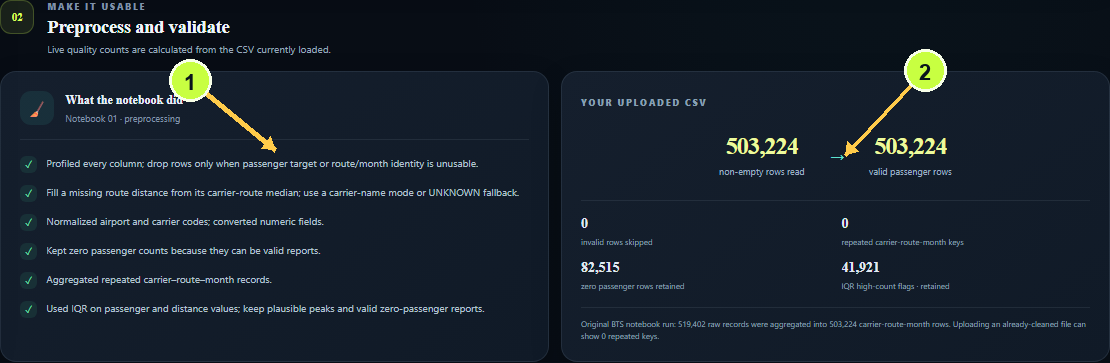 02
MAKE IT USABLE
Preprocess and validate
Live quality counts are calculated from the CSV currently loaded.
1
What the notebook did
Notebook 01 · preprocessing
✓ Profiled every column; drop rows only when passenger target or route/month identity is unusable.
✓ Fill a missing route distance from its carrier-route median; use a carrier-name mode or UNKNOWN fallback.
✓ Normalized airport and carrier codes; converted numeric fields.
✓ Kept zero passenger counts because they can be valid reports.
✓ Aggregated repeated carrier–route–month records.
✓ Used IQR on passenger and distance values; keep plausible peaks and valid zero-passenger reports.
2
YOUR UPLOADED CSV
503,224 → 503,224
non-empty rows read valid passenger rows
0 0
invalid rows skipped repeated carrier-route-month keys
82,515 41,921
zero passenger rows retained IQR high-count flags · retained
Original BTS notebook run: 519,402 raw records were aggregated into 503,224 carrier-route-month rows. Uploading an already-cleaned file can
show 0 repeated keys.